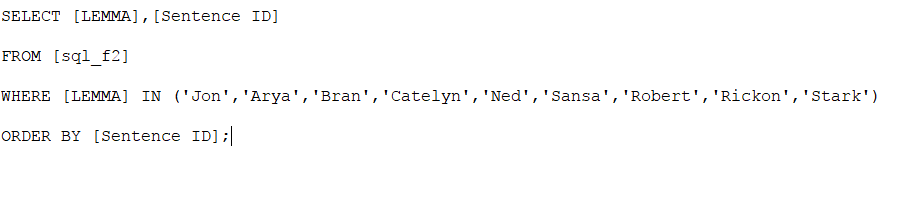 SELECT [LEMMA],[Sentence ID]
FROM [sql_f2]
WHERE [LEMMA] IN ('Jon','Arya','Bran','Catelyn','Ned','Sansa','Robert','Rickon','Stark')
ORDER BY [Sentence ID];